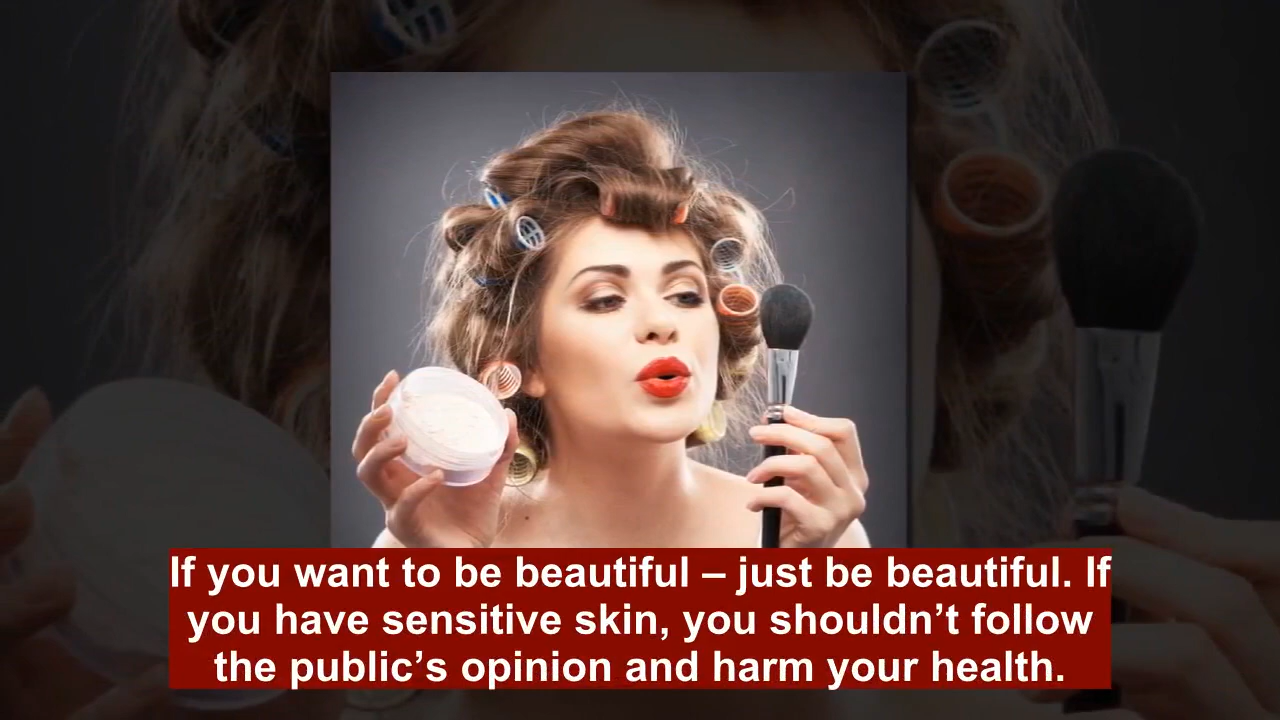 If you want to be beautiful – just be beautiful. If
you have sensitive skin, you shouldn’t follow
the public’s opinion and harm your health.